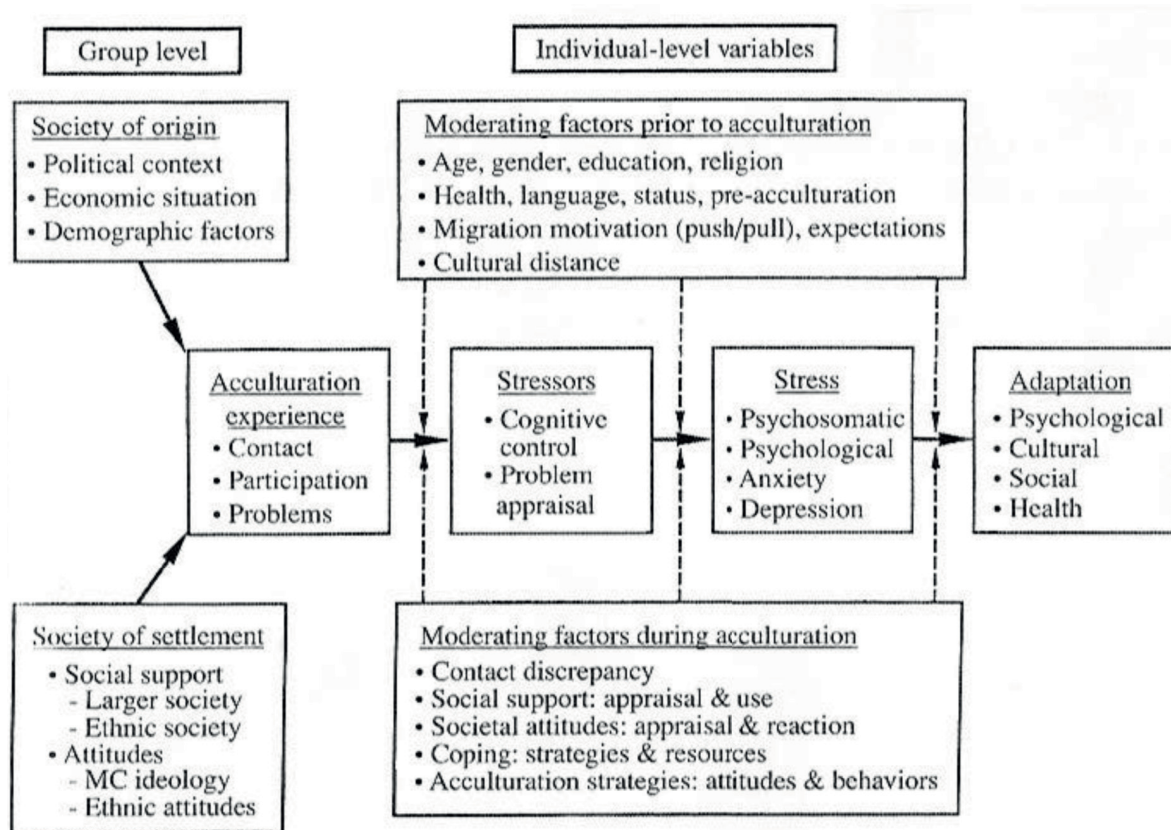 Group level
Individual-level variables
Society of origin
• Political context
• Economic situation
• Demographic factors
Moderating factors prior to acculturation
• Age, gender, education, religion
• Health, language, status, pre-acculturation
• Migration motivation (push/pull), expectations
• Cultural distance
Acculturation
experience
• Contact
• Participation
• Problems
Stressors
• Cognitive
control
• Problem
appraisal
Stress
• Psychosomatic
• Psychological
• Anxiety
• Depression
Adaptation
• Psychological
• Cultural
• Social
• Health
Society of settlement
• Social support
- Larger society
- Ethnic society
• Attitudes
- MC ideology
- Ethnic attitudes
Moderating factors during acculturation
• Contact discrepancy
• Social support: appraisal & use
• Societal attitudes: appraisal & reaction
• Coping: strategies & resources
• Acculturation strategies: attitudes & behaviors